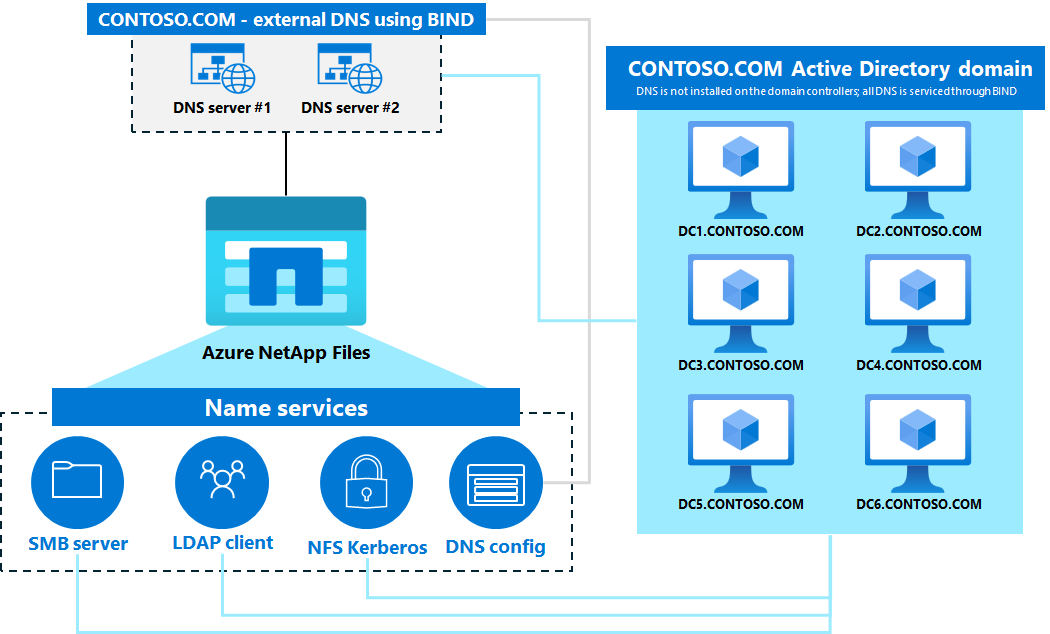 CONTOSO.COM - external DNS using BIND
DNS server #1
DNS server #2
CONTOSO.COM Active Directory domain
DNS is not installed on the domain controllers; all DNS is serviced through BIND
DC1.CONTOSO.COM
DC2.CONTOSO.COM
DC3.CONTOSO.COM
DC4.CONTOSO.COM
DC5.CONTOSO.COM
DC6.CONTOSO.COM
Azure NetApp Files
Name services
SMB server
LDAP client
NFS Kerberos
DNS config